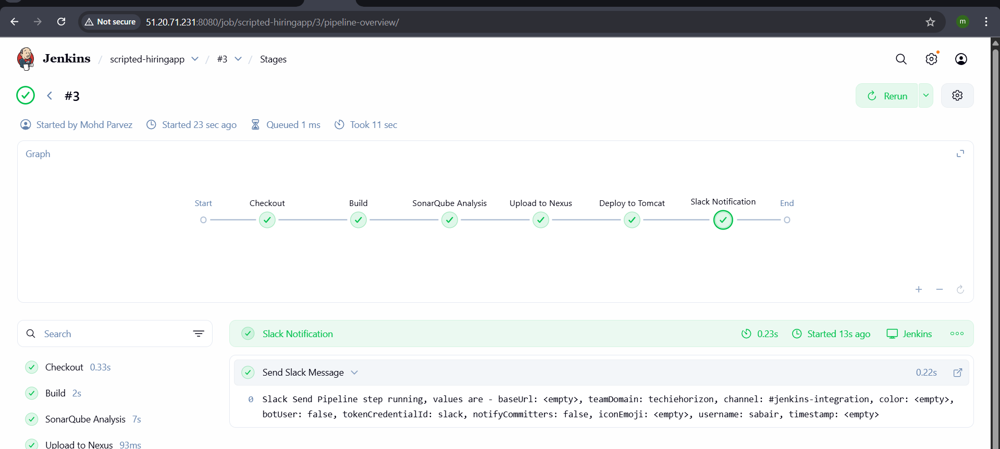 Not secure 51.20.71.231:8080/job/scripted-hiringapp/3/pipeline-overview/ m
Jenkins / scripted-hiringapp / #3 / Stages
#3 Rerun
Started by Mohd Parvez Started 23 sec ago Queued 1 ms Took 11 sec
Graph
Start Checkout Build SonarQube Analysis Upload to Nexus Deploy to Tomcat Slack Notification End
Search
Slack Notification 0.23s Started 13s ago Jenkins
Checkout 0.33s
Send Slack Message 0.22s
Build 2s
0 Slack Send Pipeline step running, values are - baseUrl: <empty>, teamDomain: techiehorizon, channel: #jenkins-integration, color: <empty>,
botUser: false, tokenCredentialId: slack, notifyCommitters: false, iconEmoji: <empty>, username: sabair, timestamp: <empty>
SonarQube Analysis 7s
Upload to Nexus 93ms